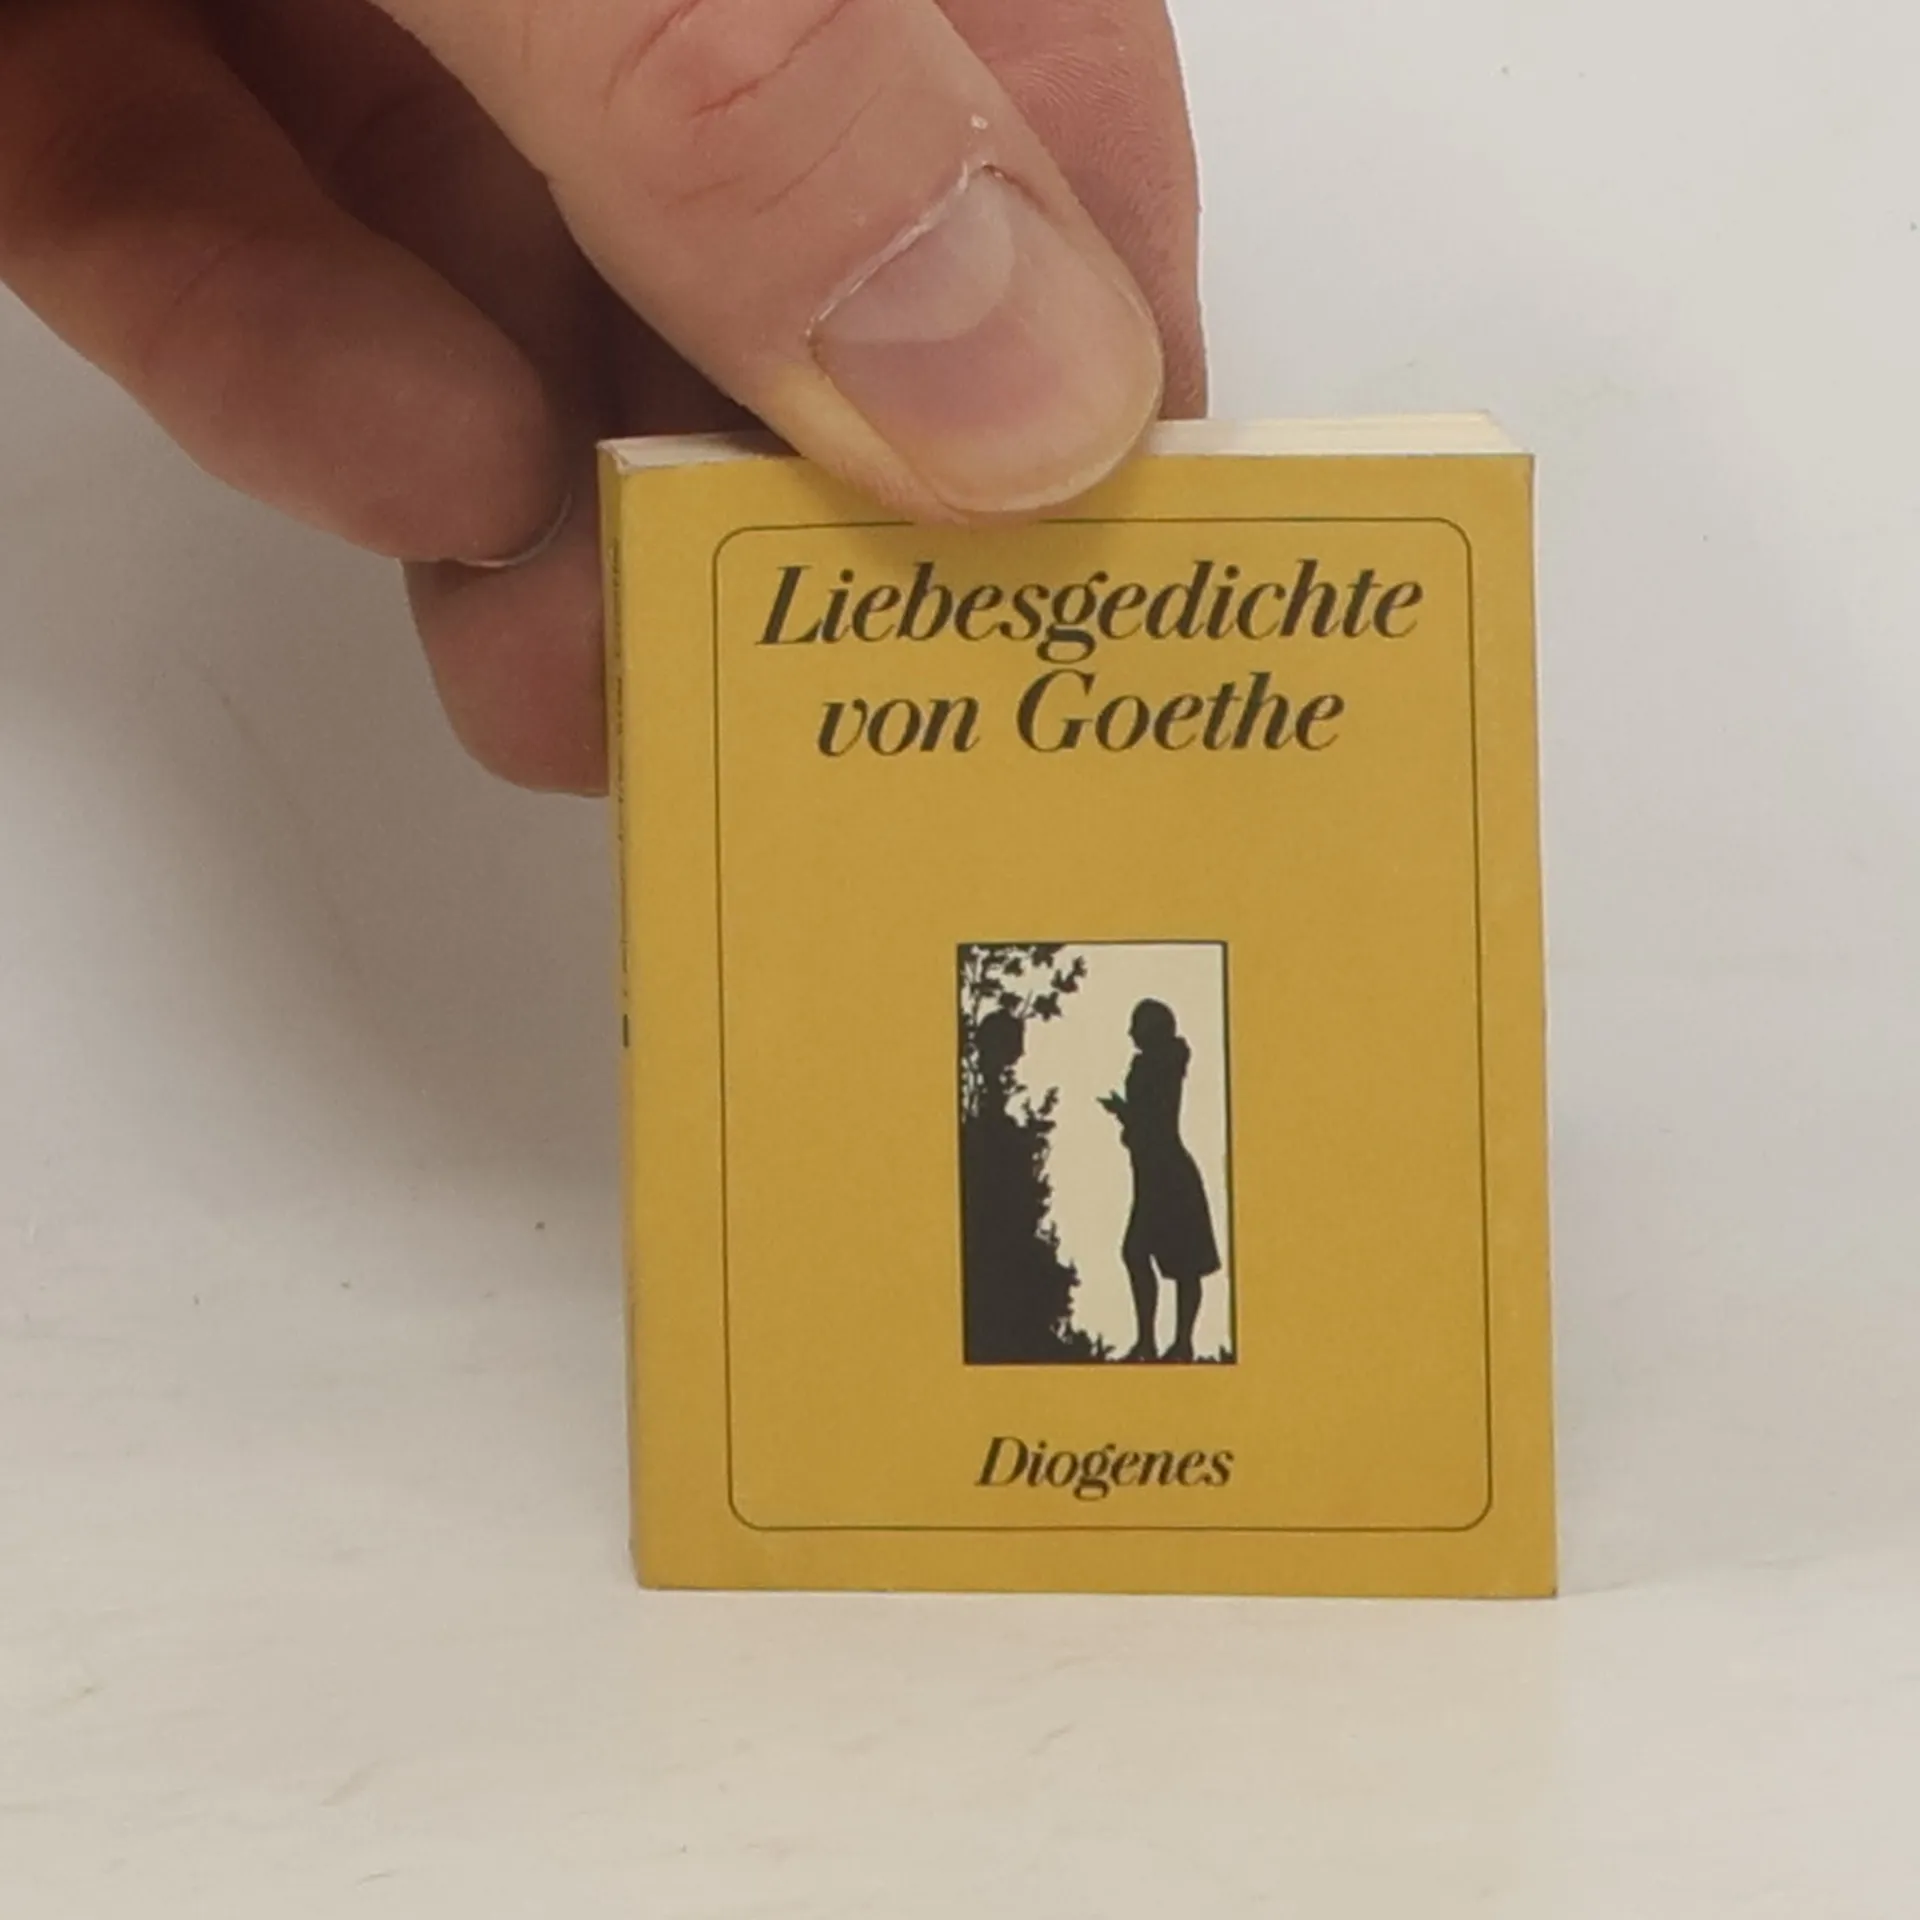 Liebesgedichte
von Goethe
Diogenes